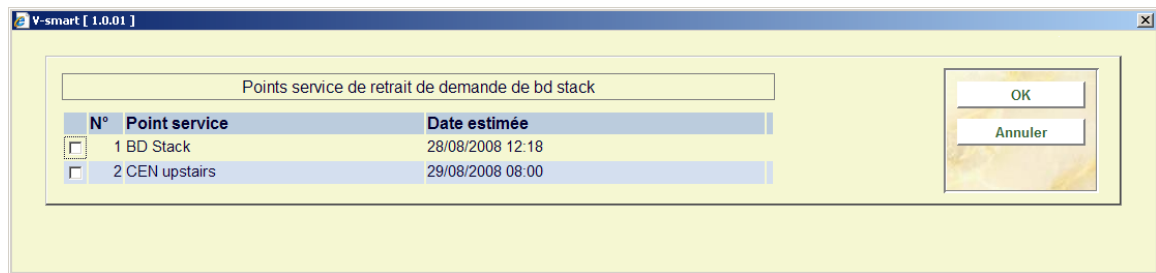 V-smart [ 1.0.01 ]
Points service de retrait de demande de bd stack
N° Point service Date estimée
1 BD Stack 28/08/2008 12:18
2 CEN upstairs 29/08/2008 08:00
OK
Annuler